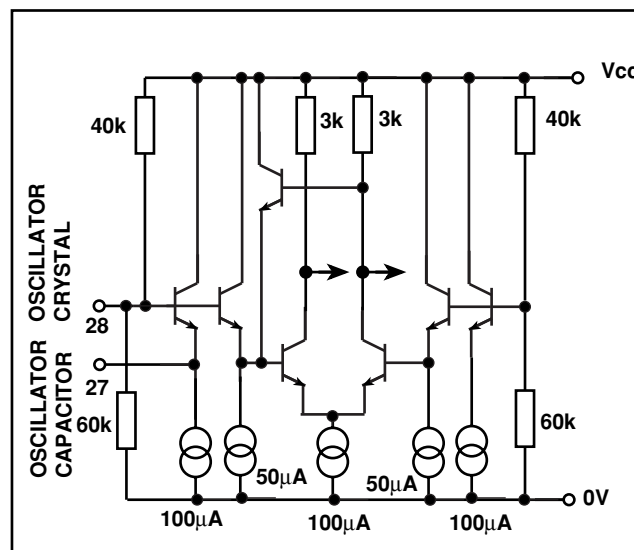 Vcc
40k
3k
3k
40k
OSCILLATOR
CRYSTAL
28
OSCILLATOR
CAPACITOR
27
60k
60k
50µA
50µA
0V
100µA
100µA
100µA